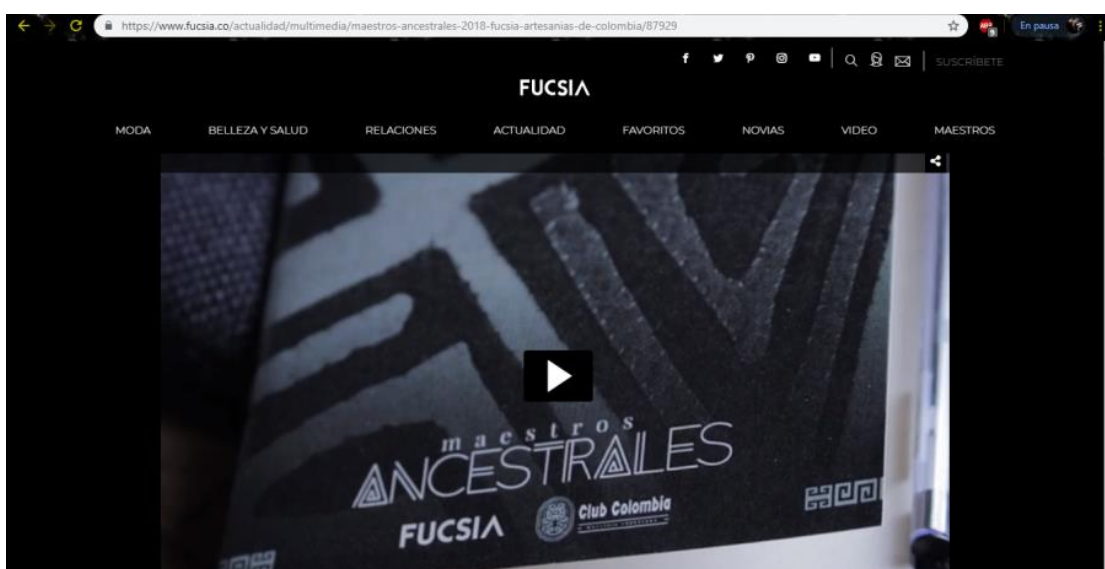 https://www.fucsia.co/actualidad/multimedia/maestros-ancestrales-2018-fucsia-artesanias-de-colombia/87929
En pausa
SUSCRÍBETE
FUCSIA
MODA BELLEZA Y SALUD RELACIONES ACTUALIDAD FAVORITOS NOVIAS VIDEO MAESTROS
maestros
ANCESTRALES
FUCSIA Club Colombia